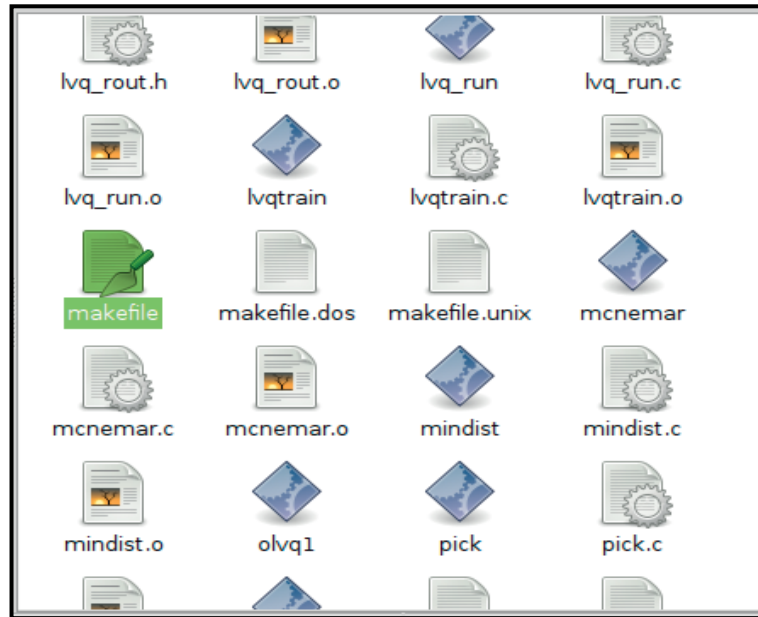 lvq_rout.h lvq_rout.o lvq_run lvq_run.c
lvq_run.o lvqtrain lvqtrain.c lvqtrain.o
makefile makefile.dos makefile.unix mcnemar
mcnemar.c mcnemar.o mindist mindist.c
mindist.o olvq1 pick pick.c